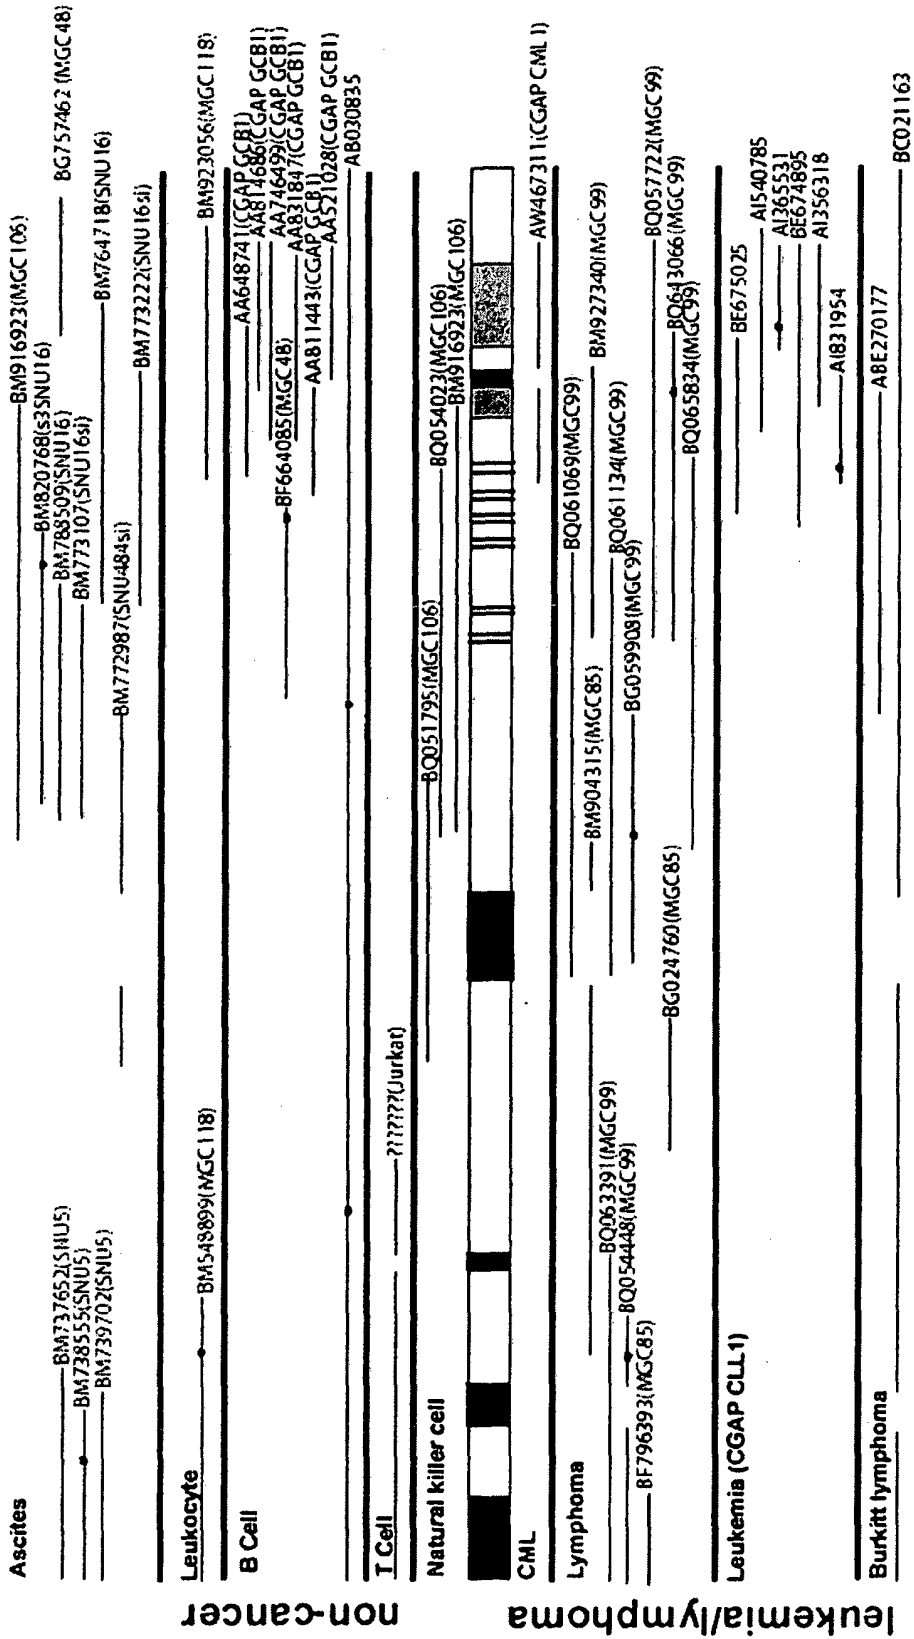 Ascites
BM916923(MGC106)
BM820768(s3SNU16)
BM788509(SNU16)
BM773107(SNU16si)
BG757462 (MGC48)
BM764718(SNU16)
BM772987(SNU484si)
BM773222(SNU16si)
BM737652(SNU5)
BM738555(SNU5)
BM739702(SNU5)
non-cancer
Leukocyte
BM548899(MGC118)
BM923056(MGC118)
B Cell
AA648741(CGAP GCB1)
AA814686(CGAP GCB1)
AA746499(CGAP GCB1)
AA831847(CGAP GCB1)
BF664085(MGC48)
AA811443(CGAP GCB1)
AA521028(CGAP GCB1)
AB030835
T Cell
???????(Jurkat)
Natural killer cell
BQ051795(MGC106)
BQ054023(MGC106)
BM916923(MGC106)
leukemia/lymphoma
CML
AW467311(CGAP CML1)
Lymphoma
BQ061069(MGC99)
BM927340(MGC99)
BM904315(MGC85)
BQ061134(MGC99)
BQ063391(MGC99)
BG059908(MGC99)
BQ054448(MGC99)
BF796393(MGC85)
BQ057722(MGC99)
BQ643066(MGC99)
BQ065834(MGC99)
BG024760(MGC85)
Leukemia (CGAP CLL1)
BE675025
AI540785
AI365531
BE674895
AI356318
AI831954
Burkitt lymphoma
ABE270177
BC021163